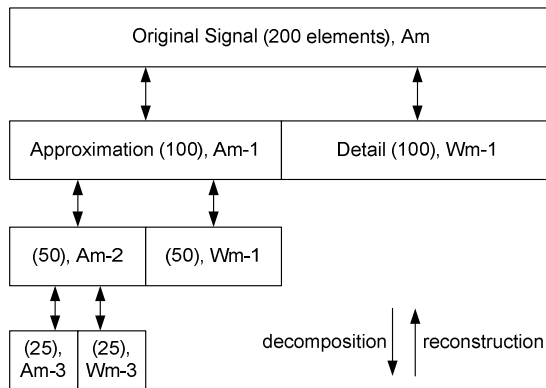 Original Signal (200 elements), Am
Approximation (100), Am-1
Detail (100), Wm-1
(50), Am-2
(50), Wm-1
(25),
Am-3
(25),
Wm-3
decomposition
reconstruction